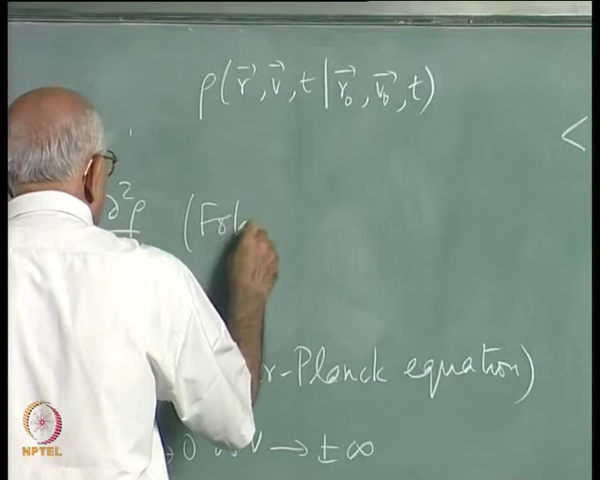 ρ(r⃗, v⃗, t | r⃗₀, v⃗₀, t)
<
∂²ρ (Fok
r-Planck equation)
→ 0 as v → ±∞
NPTEL